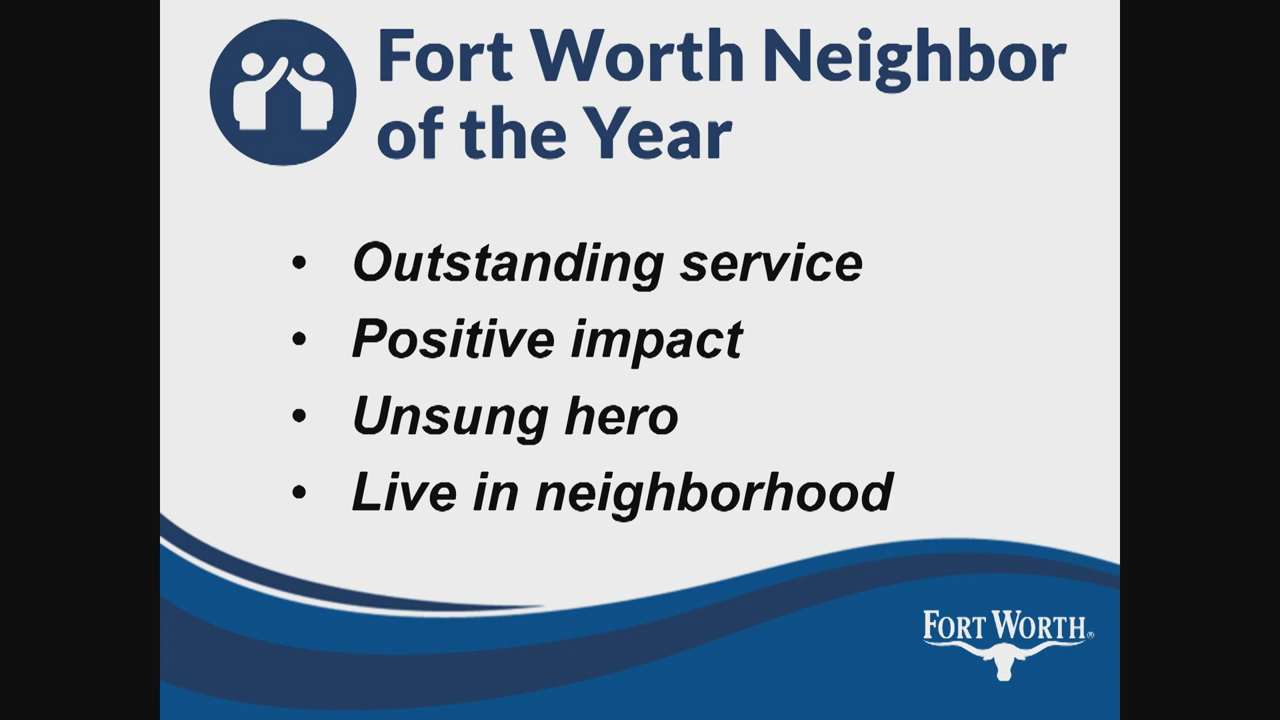 Fort Worth Neighbor
of the Year
• Outstanding service
• Positive impact
• Unsung hero
• Live in neighborhood
FORT WORTH®